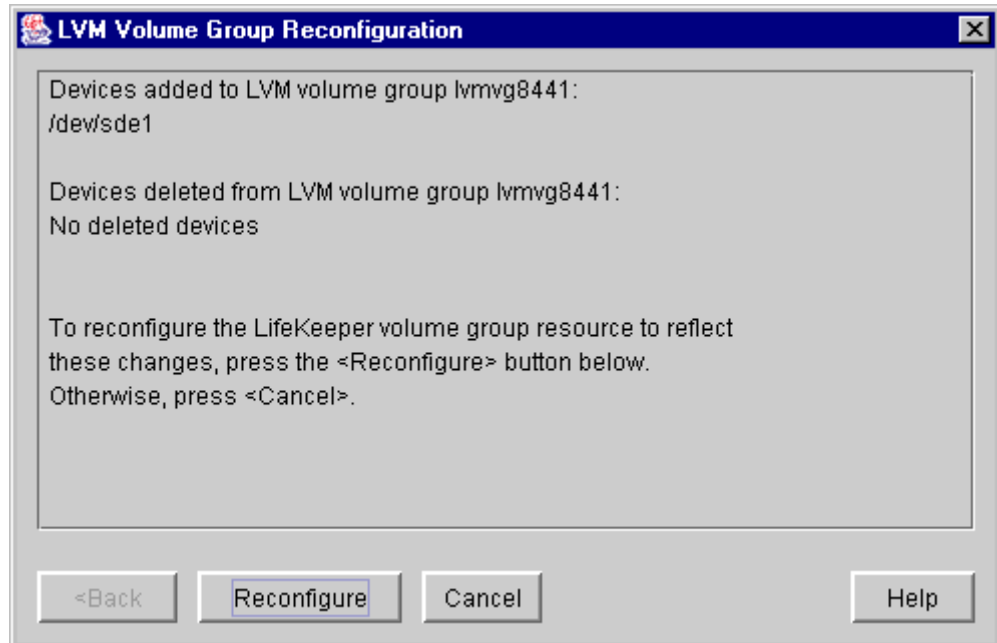 LVM Volume Group Reconfiguration
Devices added to LVM volume group lvmvg8441:
/dev/sde1
Devices deleted from LVM volume group lvmvg8441:
No deleted devices
To reconfigure the LifeKeeper volume group resource to reflect
these changes, press the <Reconfigure> button below.
Otherwise, press <Cancel>.
<Back Reconfigure Cancel Help